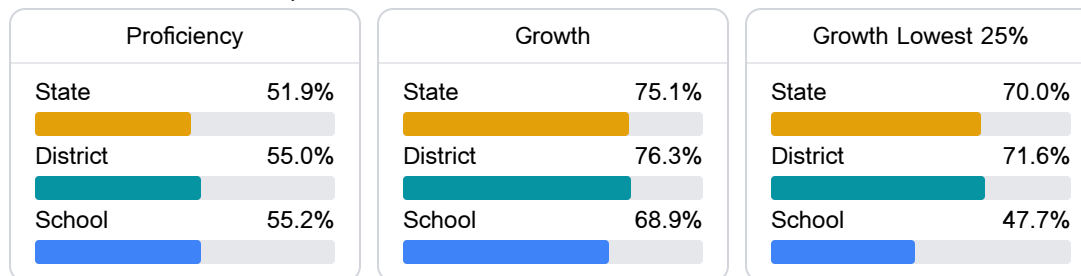 Proficiency
State 51.9%
District 55.0%
School 55.2%
Growth
State 75.1%
District 76.3%
School 68.9%
Growth Lowest 25%
State 70.0%
District 71.6%
School 47.7%